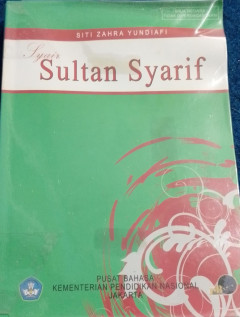 SITI ZAHRA YUNDIAFI
Syair
Sultan Syarif
PUSAT BAHASA
KEMENTERIAN PENDIDIKAN NASIONAL
JAKARTA